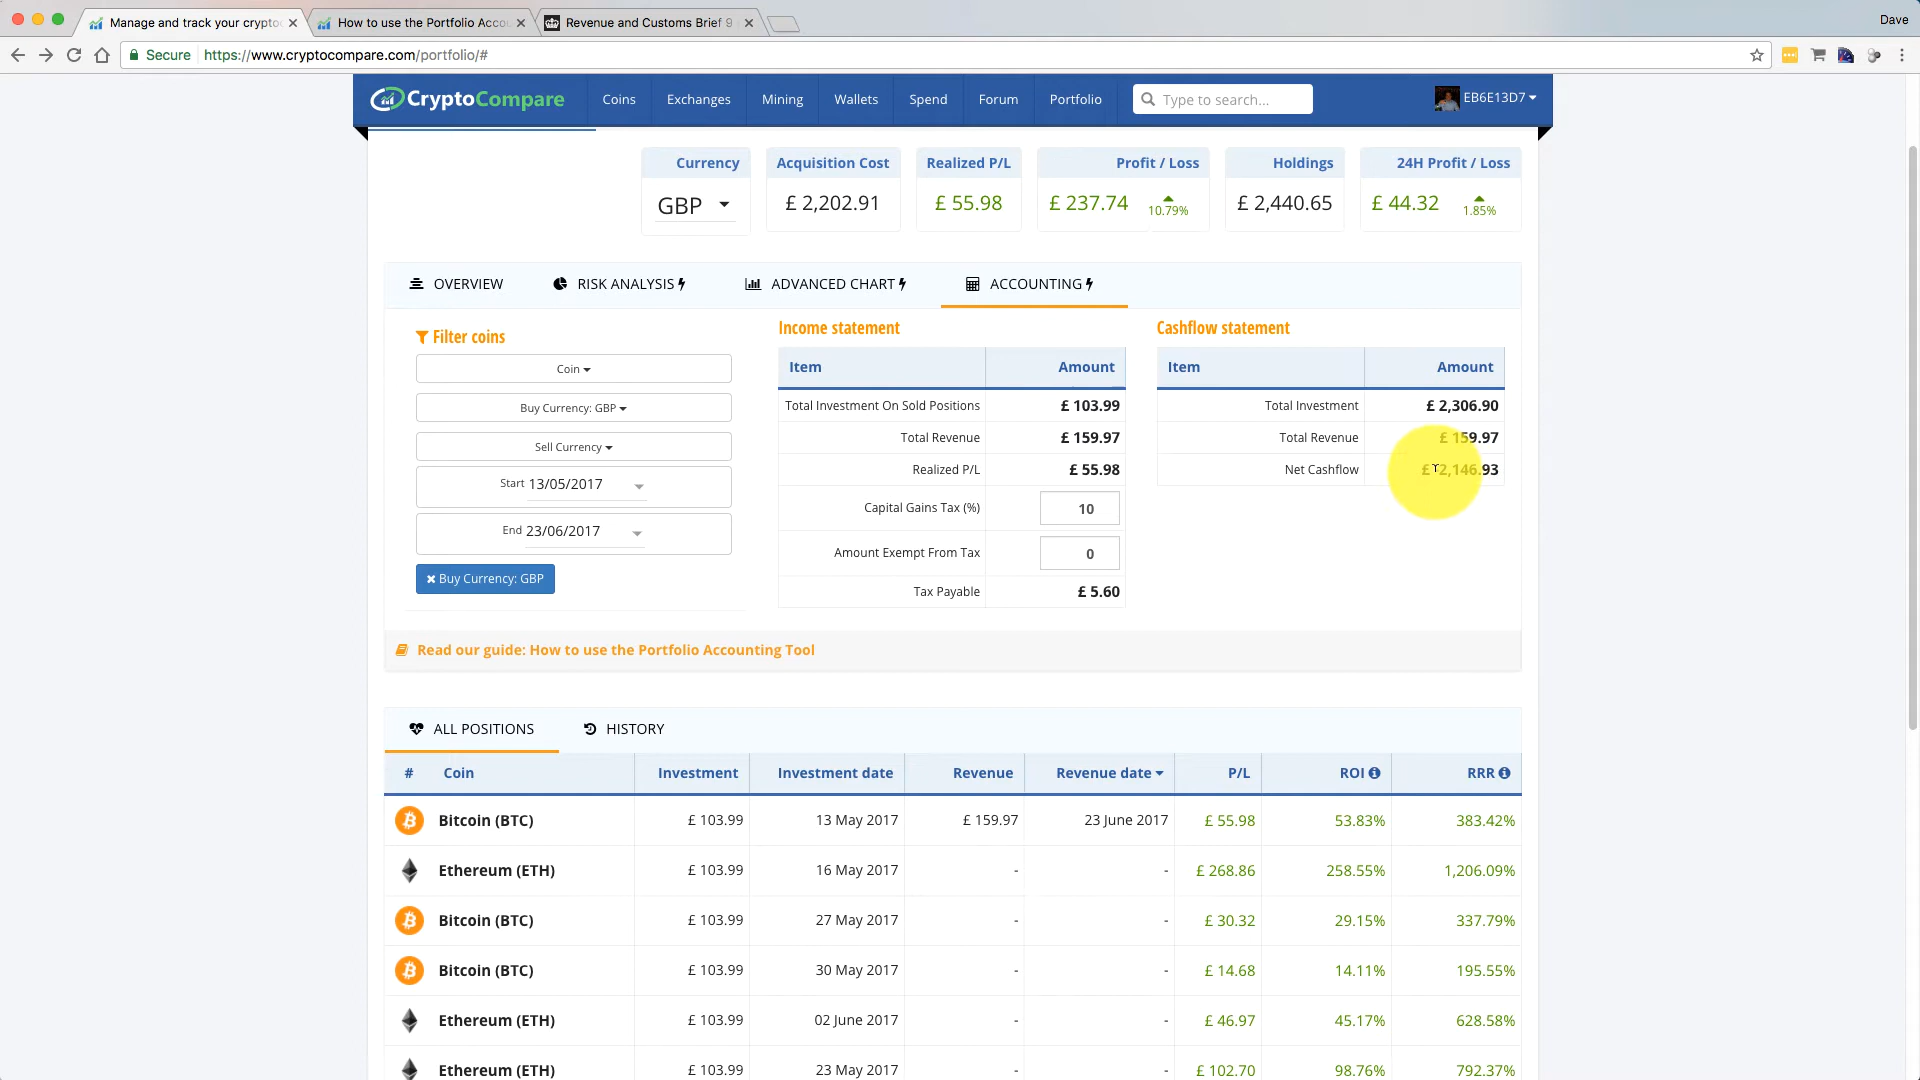 Manage and track your crypto
How to use the Portfolio Acco
Revenue and Customs Brief 9
Dave
Secure
https://www.cryptocompare.com/portfolio/#
CryptoCompare
Coins
Exchanges
Mining
Wallets
Spend
Forum
Portfolio
Type to search...
EB6E13D7
Currency
Acquisition Cost
Realized P/L
Profit / Loss
Holdings
24H Profit / Loss
GBP
£ 2,202.91
£ 55.98
£ 237.74
10.79%
£ 2,440.65
£ 44.32
1.85%
OVERVIEW
RISK ANALYSIS
ADVANCED CHART
ACCOUNTING
Filter coins
Coin
Buy Currency: GBP
Sell Currency
Start 13/05/2017
End 23/06/2017
Buy Currency: GBP
Income statement
Item Amount
Total Investment On Sold Positions £ 103.99
Total Revenue £ 159.97
Realized P/L £ 55.98
Capital Gains Tax (%) 10
Amount Exempt From Tax 0
Tax Payable £ 5.60
Cashflow statement
Item Amount
Total Investment £ 2,306.90
Total Revenue £ 159.97
Net Cashflow £ 2,146.93
Read our guide: How to use the Portfolio Accounting Tool
ALL POSITIONS
HISTORY
# Coin Investment Investment date Revenue Revenue date P/L ROI RRR
Bitcoin (BTC) £ 103.99 13 May 2017 £ 159.97 23 June 2017 £ 55.98 53.83% 383.42%
Ethereum (ETH) £ 103.99 16 May 2017 - - £ 268.86 258.55% 1,206.09%
Bitcoin (BTC) £ 103.99 27 May 2017 - - £ 30.32 29.15% 337.79%
Bitcoin (BTC) £ 103.99 30 May 2017 - - £ 14.68 14.11% 195.55%
Ethereum (ETH) £ 103.99 02 June 2017 - - £ 46.97 45.17% 628.58%
Ethereum (ETH) £ 103.99 23 May 2017 - - £ 102.70 98.76% 792.37%